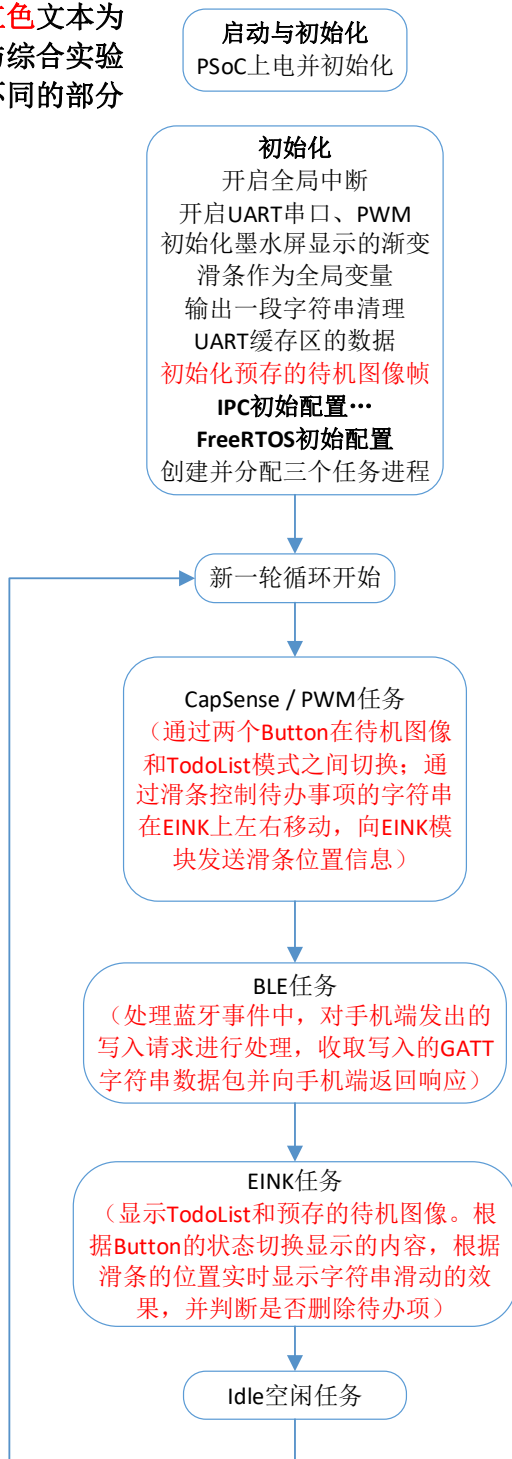 色文本为
与综合实验
不同的部分
启动与初始化
PSoC上电并初始化
初始化
开启全局中断
开启UART串口、PWM
初始化墨水屏显示的渐变
滑条作为全局变量
输出一段字符串清理
UART缓存区的数据
初始化预存的待机图像帧
IPC初始配置…
FreeRTOS初始配置
创建并分配三个任务进程
新一轮循环开始
CapSense / PWM任务
（通过两个Button在待机图像
和TodoList模式之间切换；通
过滑条控制待办事项的字符串
在EINK上左右移动，向EINK模
块发送滑条位置信息）
BLE任务
（处理蓝牙事件中，对手机端发出的
写入请求进行处理，收取写入的GATT
字符串数据包并向手机端返回响应）
EINK任务
（显示TodoList和预存的待机图像。根
据Button的状态切换显示的内容，根据
滑条的位置实时显示字符串滑动的效
果，并判断是否删除待办项）
Idle空闲任务